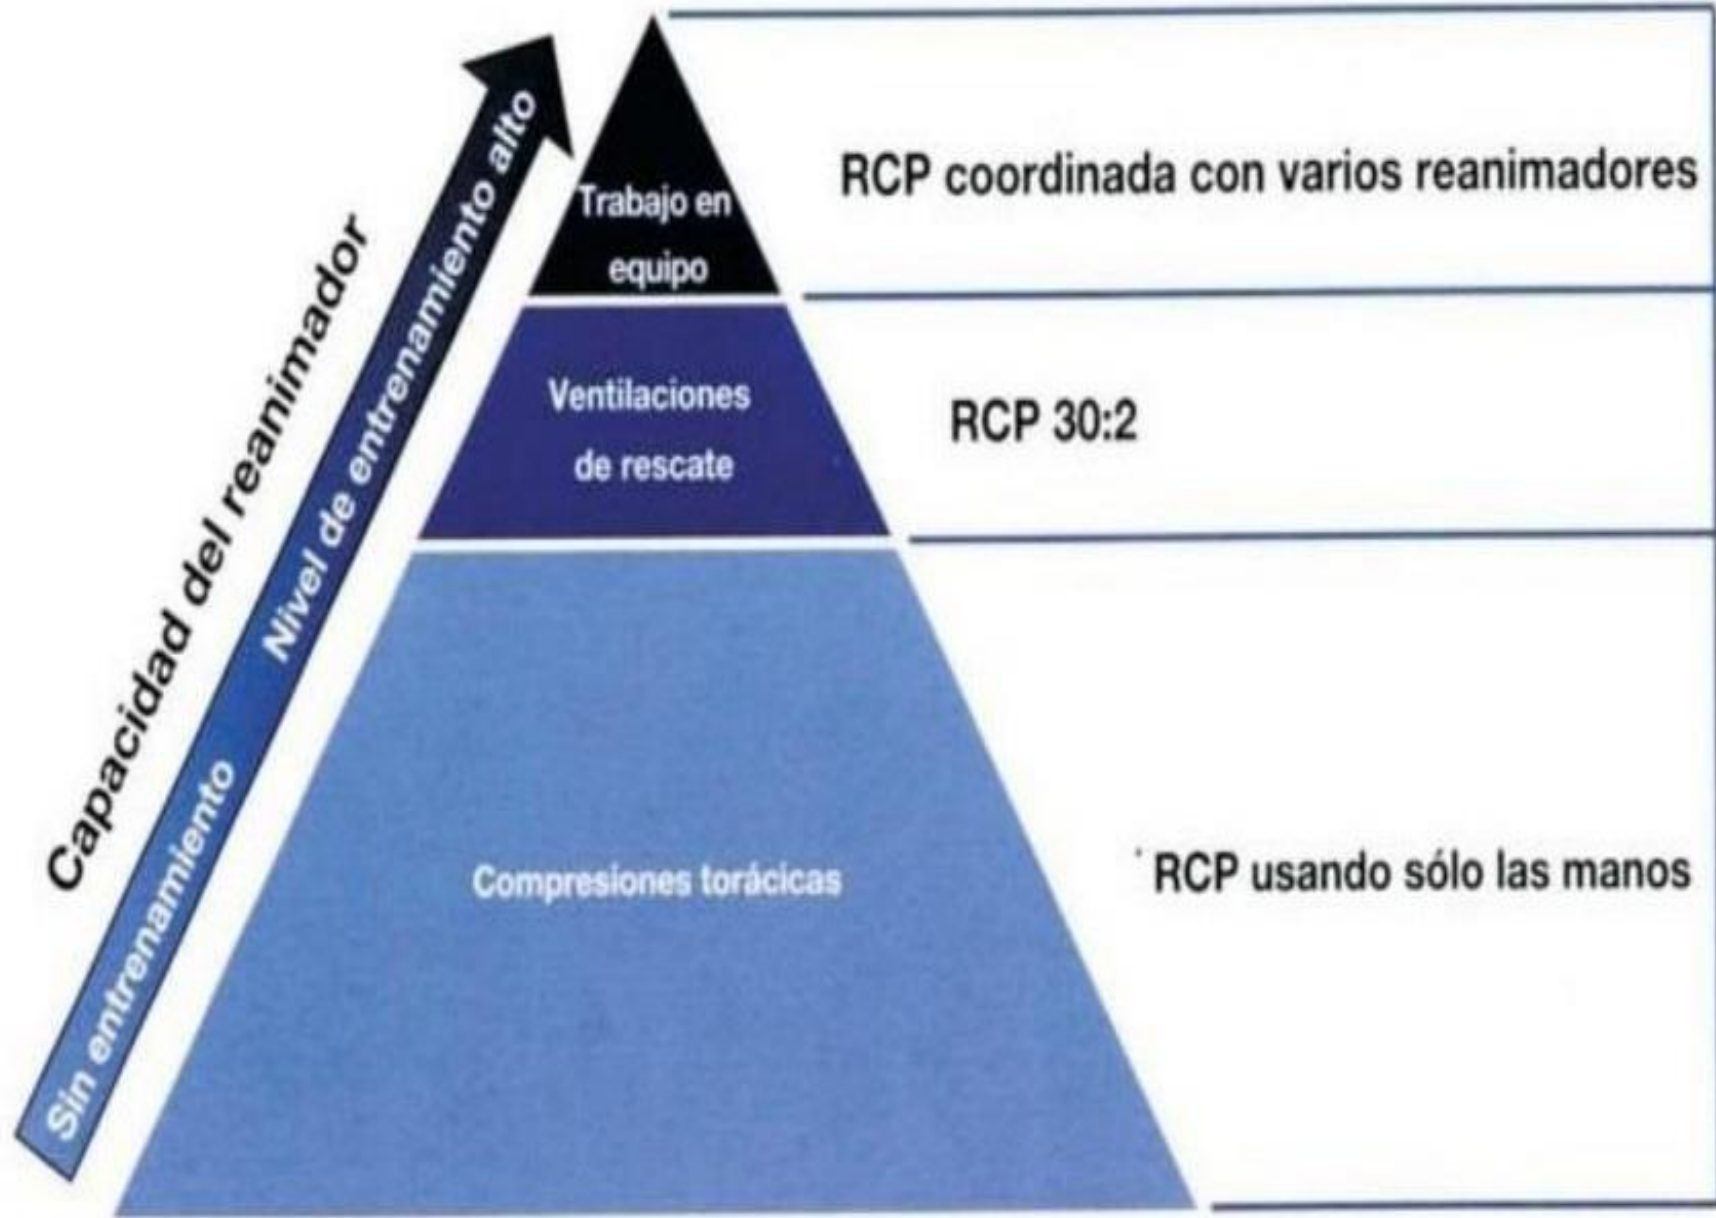 Capacidad del reanimador
Sin entrenamiento
Nivel de entrenamiento alto
Trabajo en
equipo
RCP coordinada con varios reanimadores
Ventilaciones
de rescate
RCP 30:2
Compresiones torácicas
RCP usando sólo las manos